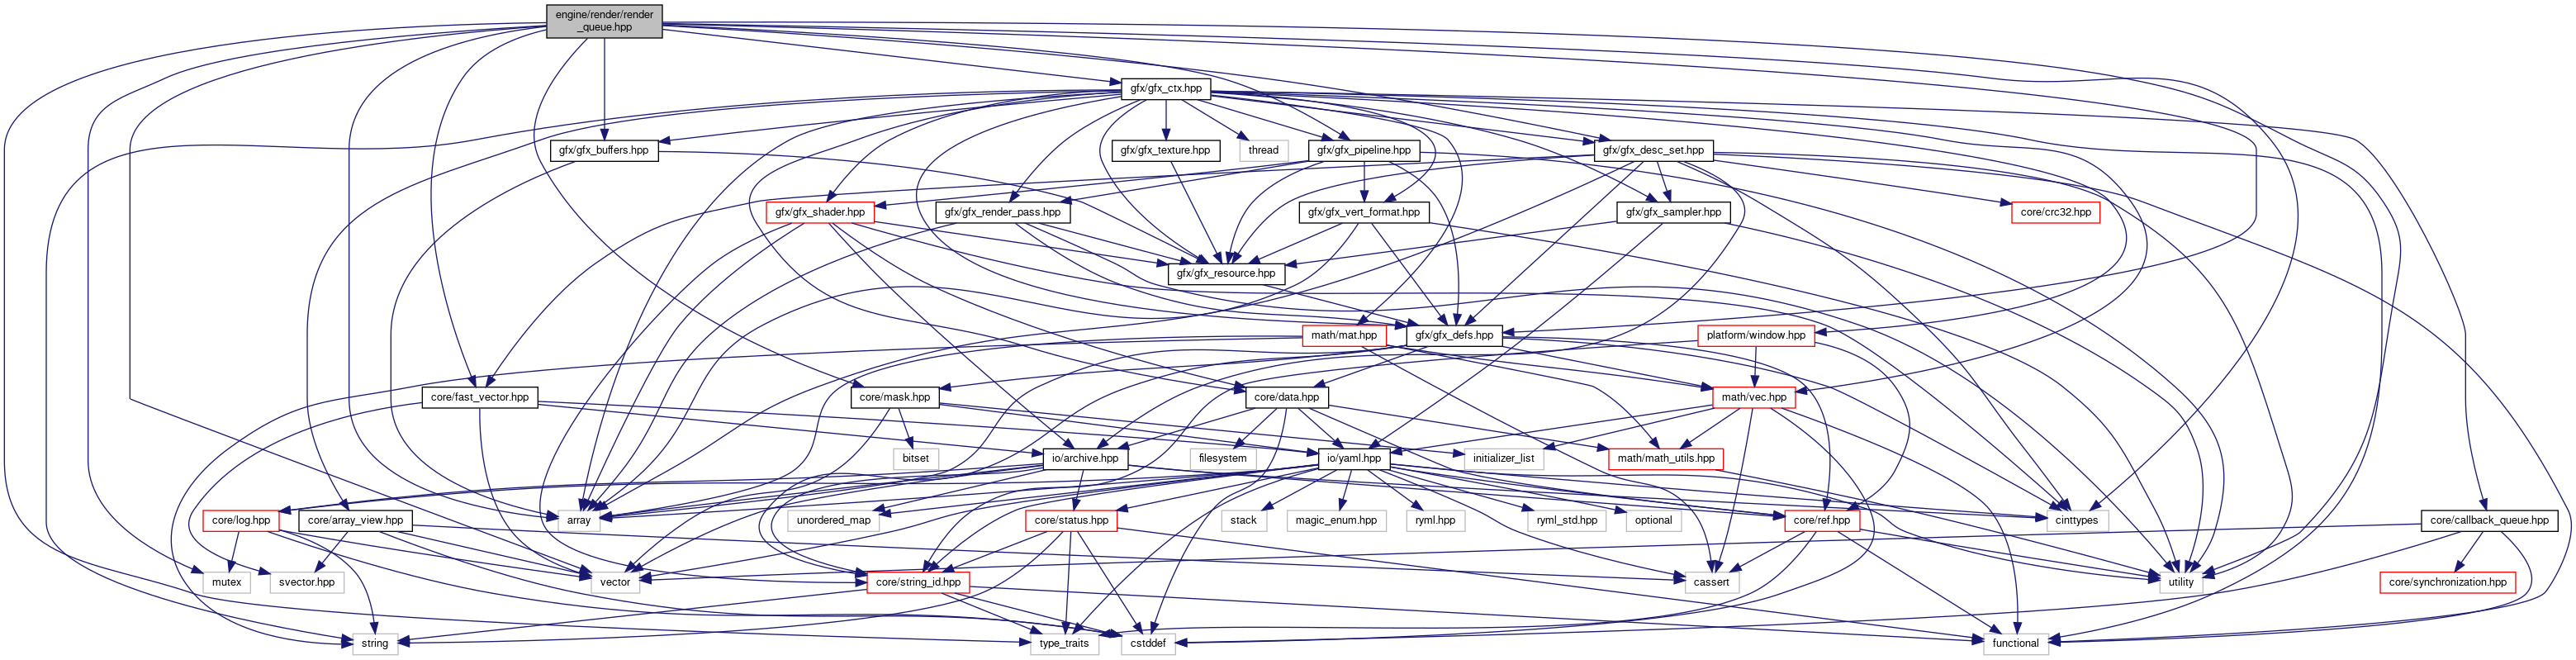 engine/render/render
_queue.hpp
gfx/gfx_ctx.hpp
gfx/gfx_buffers.hpp
gfx/gfx_texture.hpp
thread
gfx/gfx_pipeline.hpp
gfx/gfx_desc_set.hpp
gfx/gfx_shader.hpp
gfx/gfx_render_pass.hpp
gfx/gfx_vert_format.hpp
gfx/gfx_sampler.hpp
core/crc32.hpp
gfx/gfx_resource.hpp
math/mat.hpp
gfx/gfx_defs.hpp
platform/window.hpp
core/fast_vector.hpp
core/mask.hpp
core/data.hpp
math/vec.hpp
bitset
io/archive.hpp
filesystem
io/yaml.hpp
initializer_list
math/math_utils.hpp
core/log.hpp
core/array_view.hpp
array
unordered_map
core/status.hpp
stack
magic_enum.hpp
ryml.hpp
ryml_std.hpp
optional
core/ref.hpp
cinttypes
core/callback_queue.hpp
mutex
svector.hpp
vector
core/string_id.hpp
cassert
utility
core/synchronization.hpp
string
type_traits
cstddef
functional